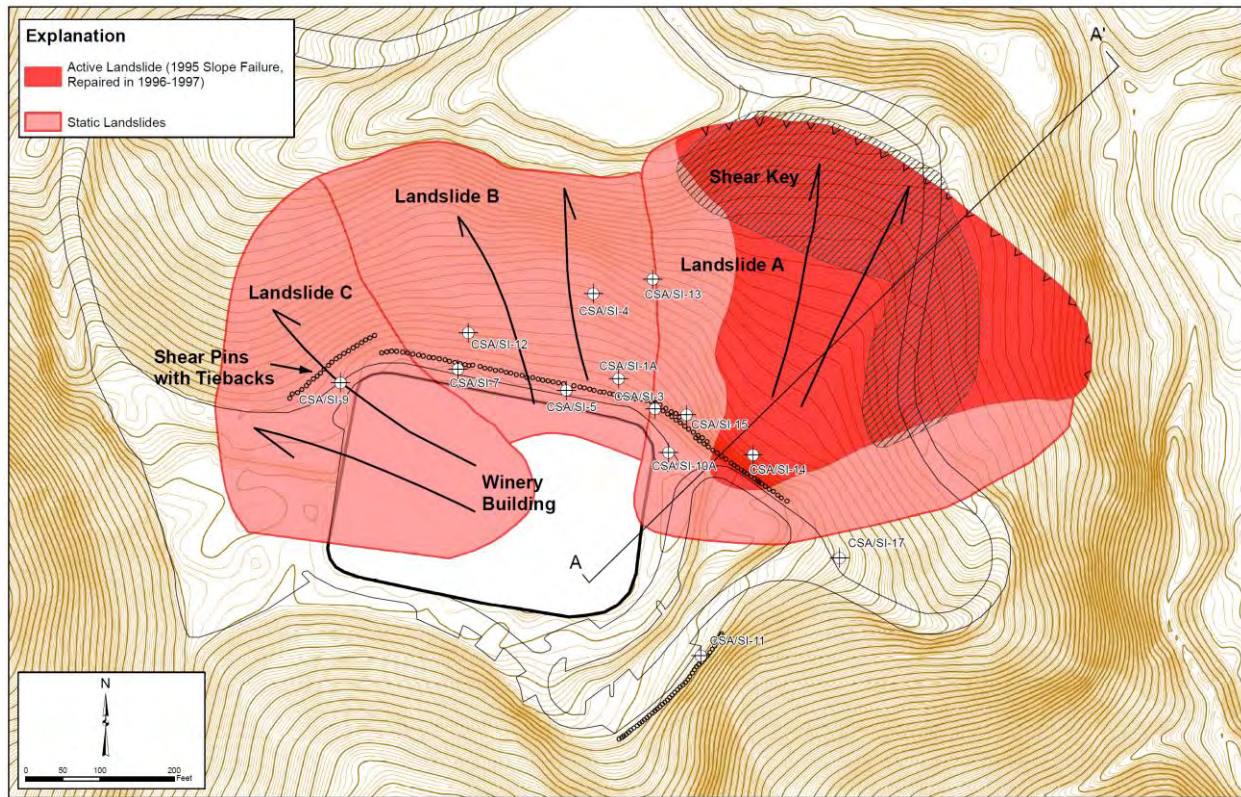 Explanation
Active Landslide (1995 Slope Failure,
Repaired in 1996-1997)
Static Landslides
A'
Shear Key
Landslide B
Landslide A
CSA/SI-13
Landslide C
CSA/SI-4
CSA/SI-12
Shear Pins
with Tiebacks
CSA/SI-1A
CSA/SI-7
CSA/SI-9
CSA/SI-5
CSA/SI-3
CSA/SI-15
CSA/SI-19A
CSA/SI-14
Winery
Building
CSA/SI-17
A
CSA/SI-11
N
0 50 100 200
Feet